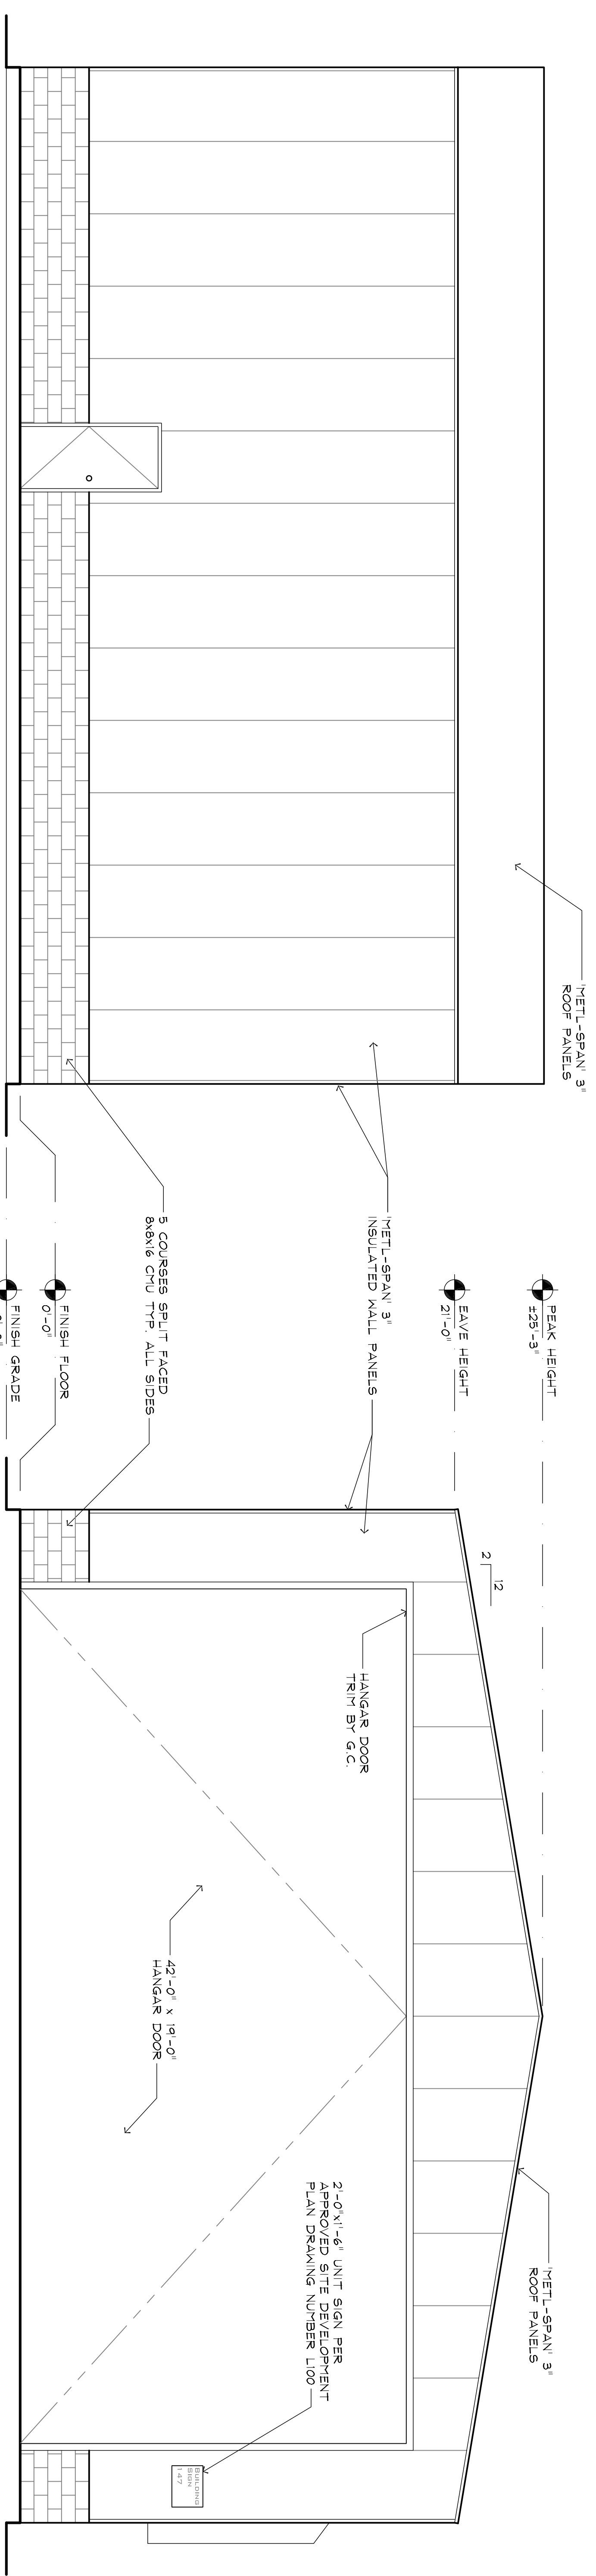 'METL-SPAN' 3"
ROOF PANELS
'METL-SPAN' 3"
INSULATED WALL PANELS
5 COURSES SPLIT FACED
8x8x16 CMU TYP. ALL SIDES
PEAK HEIGHT
±25'-3"
EAVE HEIGHT
21'-0"
FINISH FLOOR
0'-0"
FINISH GRADE
2
12
HANGAR DOOR
TRIM BY G.C.
42'-0" x 19'-0"
HANGAR DOOR
'METL-SPAN' 3"
ROOF PANELS
2'-0"x1'-6" UNIT SIGN PER
APPROVED SITE DEVELOPMENT
PLAN DRAWING NUMBER L100
BUILDING
SIGN
147